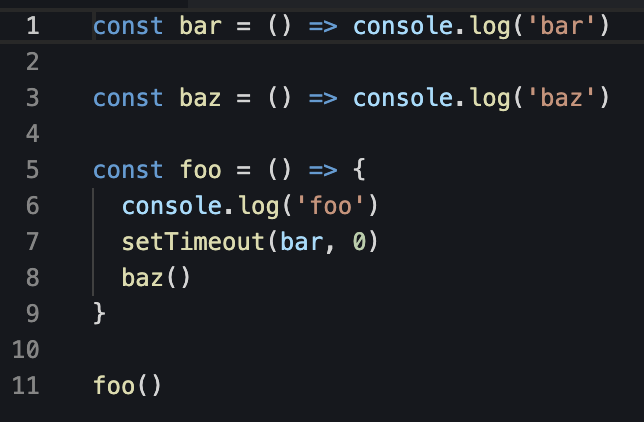 1 const bar = () => console.log('bar')
2
3 const baz = () => console.log('baz')
4
5 const foo = () => {
6   console.log('foo')
7   setTimeout(bar, 0)
8   baz()
9 }
10
11 foo()